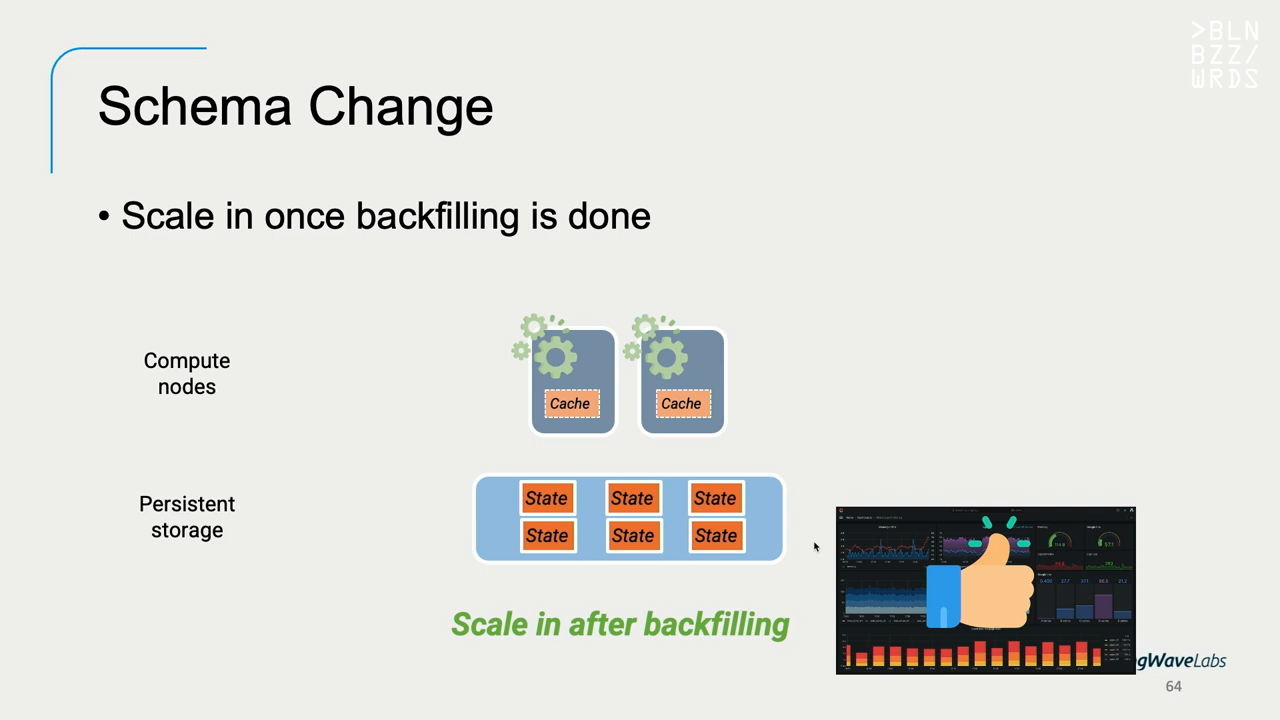 >BLN
BZZ/
WRDS
Schema Change
• Scale in once backfilling is done
Compute
nodes
Cache
Cache
Persistent
storage
State
State
State
State
State
State
Scale in after backfilling
gWaveLabs
64